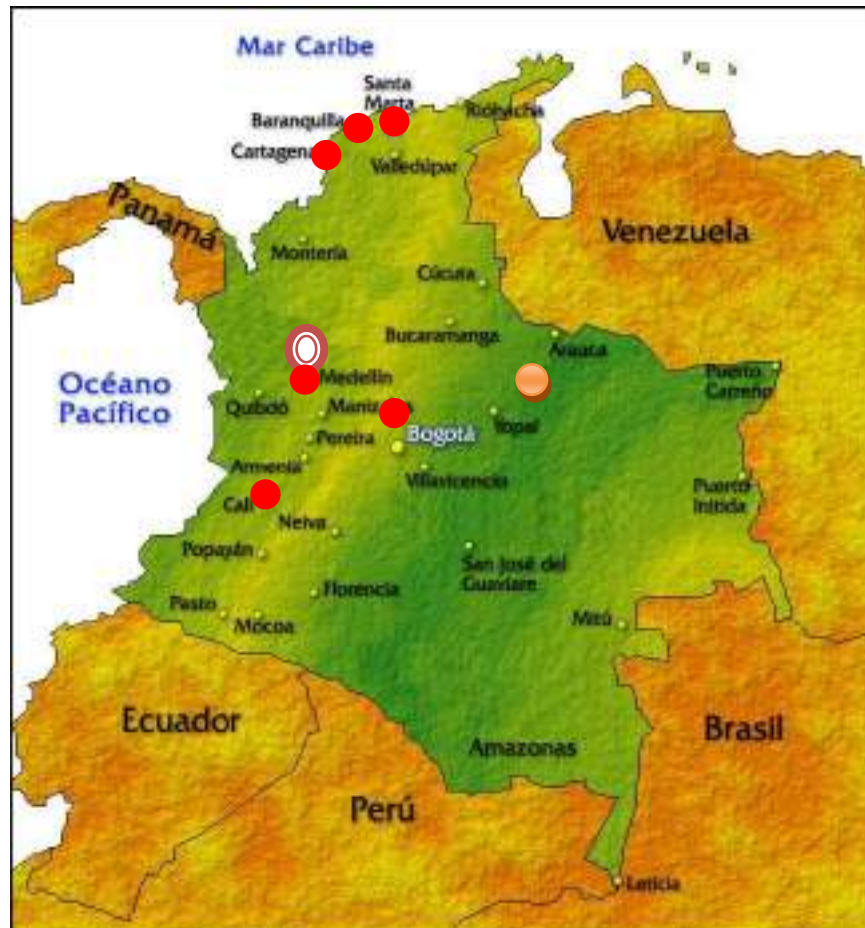 Mar Caribe
Santa
Marta
Baranquilla
Riohacha
Cartagena
Valledupar
Panamá
Venezuela
Montería
Cúcuta
Bucaramanga
Arauca
Océano
Pacífico
Medellín
Puerto
Carreño
Quibdó
Yopal
Bogotá
Pereira
Armenia
Villavicencio
Puerto
Inírida
Cali
Neiva
Popayán
San José del
Guaviare
Florencia
Pasto
Mocoa
Mitú
Ecuador
Brasil
Amazonas
Perú
Leticia